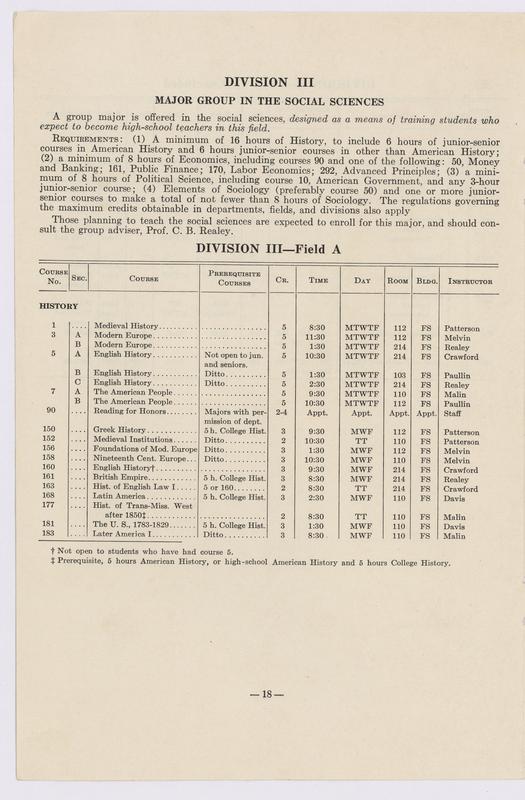 DIVISION III
MAJOR GROUP IN THE SOCIAL SCIENCES
A group major is offered in the social sciences, designed as a means of training students who
expect to become high-school teachers in this field.
REQUIREMENTS: (1) A minimum of 16 hours of History, to include 6 hours of junior-senior
courses in American History and 6 hours junior-senior courses in other than American History;
(2) a minimum of 8 hours of Economics, including courses 90 and one of the following: 50, Money
and Banking; 161, Public Finance; 170, Labor Economics; 292, Advanced Principles; (3) a mini-
mum of 8 hours of Political Science, including course 10, American Government, and any 3-hour
junior-senior course; (4) Elements of Sociology (preferably course 50) and one or more junior-
senior courses to make a total of not fewer than 8 hours of Sociology. The regulations governing
the maximum credits obtainable in departments, fields, and divisions also apply
Those planning to teach the social sciences are expected to enroll for this major, and should con-
sult the group adviser, Prof. C. B. Realey.
DIVISION III—Field A
COURSE No. SEC. COURSE PREREQUISITE COURSES CR. TIME DAY ROOM BLDG. INSTRUCTOR
HISTORY
1 .... Medieval History.......... ................ 5 8:30 MTWTF 112 FS Patterson
3 A Modern Europe........... ................ 5 11:30 MTWTF 112 FS Melvin
B Modern Europe........... ................ 5 1:30 MTWTF 214 FS Realey
5 A English History........... Not open to jun. 5 10:30 MTWTF 214 FS Crawford
and seniors.
B English History........... Ditto.......... 5 1:30 MTWTF 103 FS Paullin
C English History........... Ditto.......... 5 2:30 MTWTF 214 FS Realey
7 A The American People...... ................ 5 9:30 MTWTF 110 FS Malin
B The American People...... ................ 5 10:30 MTWTF 112 FS Paullin
90 .... Reading for Honors........ Majors with per- 2-4 Appt. Appt. Appt. Appt. Staff
mission of dept.
150 .... Greek History............ 5 h. College Hist. 3 9:30 MWF 112 FS Patterson
152 .... Medieval Institutions...... Ditto.......... 2 10:30 TT 110 FS Patterson
156 .... Foundations of Mod. Europe Ditto.......... 3 1:30 MWF 112 FS Melvin
158 .... Nineteenth Cent. Europe... Ditto.......... 3 10:30 MWF 110 FS Melvin
160 .... English History†.......... ................ 3 9:30 MWF 214 FS Crawford
161 .... British Empire............ 5 h. College Hist. 3 8:30 MWF 214 FS Realey
163 .... Hist. of English Law I..... 5 or 160........ 2 8:30 TT 214 FS Crawford
168 .... Latin America............ 5 h. College Hist. 3 2:30 MWF 110 FS Davis
177 .... Hist. of Trans-Miss. West
after 1850‡............ ................ 2 8:30 TT 110 FS Malin
181 .... The U. S., 1783-1829....... 5 h. College Hist. 3 1:30 MWF 110 FS Davis
183 .... Later America I........... Ditto.......... 3 8:30 MWF 110 FS Malin
† Not open to students who have had course 5.
‡ Prerequisite, 5 hours American History, or high-school American History and 5 hours College History.
—18—